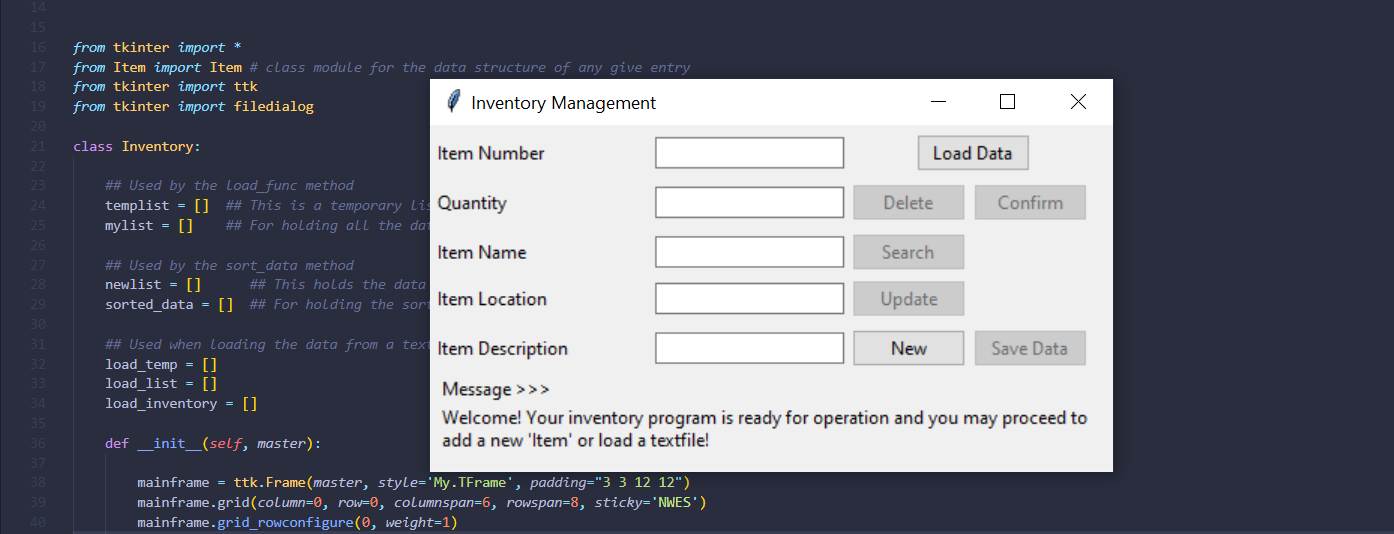 14
15
16 from tkinter import *
17 from Item import Item # class module for the data structure of any give entry
18 from tkinter import ttk
19 from tkinter import filedialog
20
21 class Inventory:
22
23 ## Used by the load_func method
24 templist = [] ## This is a temporary lis
25 mylist = [] ## For holding all the dat
26
27 ## Used by the sort_data method
28 newlist = [] ## This holds the data
29 sorted_data = [] ## For holding the sort
30
31 ## Used when loading the data from a text
32 load_temp = []
33 load_list = []
34 load_inventory = []
35
36 def __init__(self, master):
37
38 mainframe = ttk.Frame(master, style='My.TFrame', padding="3 3 12 12")
39 mainframe.grid(column=0, row=0, columnspan=6, rowspan=8, sticky='NWES')
40 mainframe.grid_rowconfigure(0, weight=1)
Inventory Management
Item Number Load Data
Quantity Delete Confirm
Item Name Search
Item Location Update
Item Description New Save Data
Message >>>
Welcome! Your inventory program is ready for operation and you may proceed to
add a new 'Item' or load a textfile!